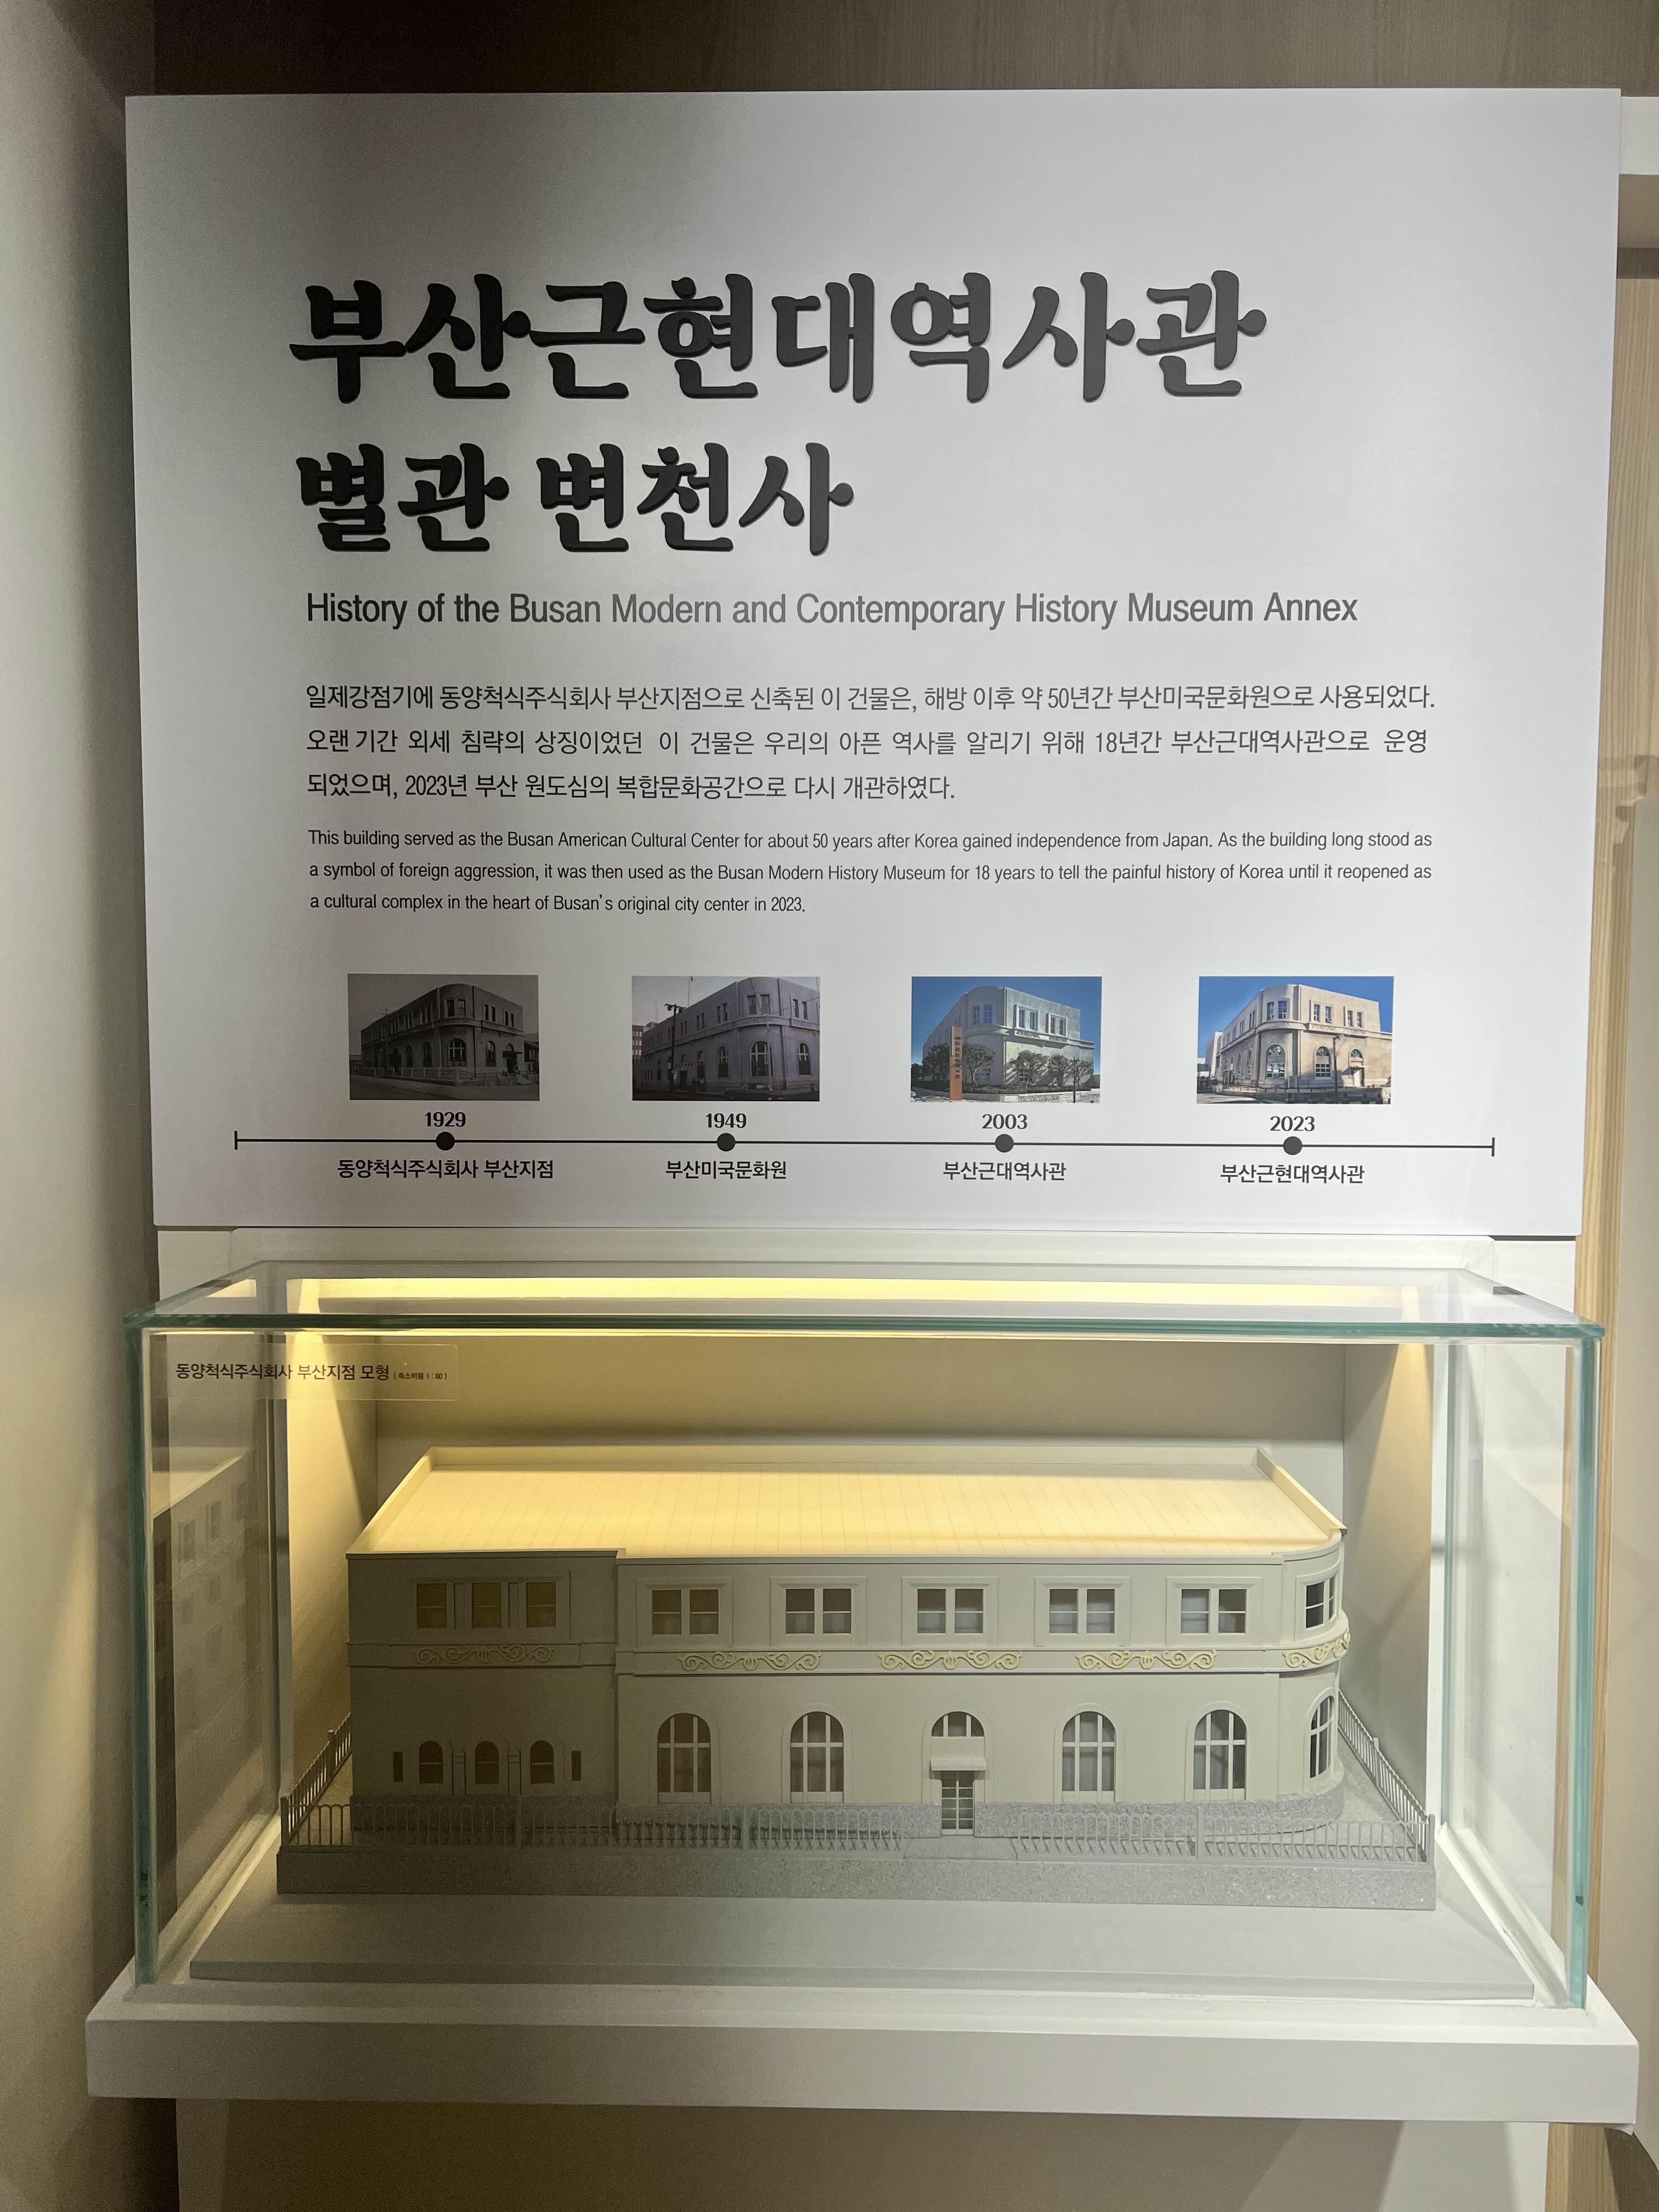 부산근현대역사관
별관 변천사
History of the Busan Modern and Contemporary History Museum Annex
일제강점기에 동양척식주식회사 부산지점으로 신축된 이 건물은, 해방 이후 약 50년간 부산미국문화원으로 사용되었다.
오랜 기간 외세 침략의 상징이었던 이 건물은 우리의 아픈 역사를 알리기 위해 18년간 부산근대역사관으로 운영
되었으며, 2023년 부산 원도심의 복합문화공간으로 다시 개관하였다.
This building served as the Busan American Cultural Center for about 50 years after Korea gained independence from Japan. As the building long stood as
a symbol of foreign aggression, it was then used as the Busan Modern History Museum for 18 years to tell the painful history of Korea until it reopened as
a cultural complex in the heart of Busan's original city center in 2023.
1929
동양척식주식회사 부산지점
1949
부산미국문화원
2003
부산근대역사관
2023
부산근현대역사관
동양척식주식회사 부산지점 모형 (축소비율 1:60)